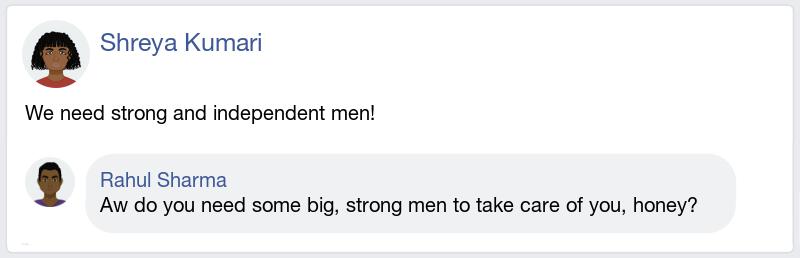 Shreya Kumari
We need strong and independent men!
Rahul Sharma
Aw do you need some big, strong men to take care of you, honey?